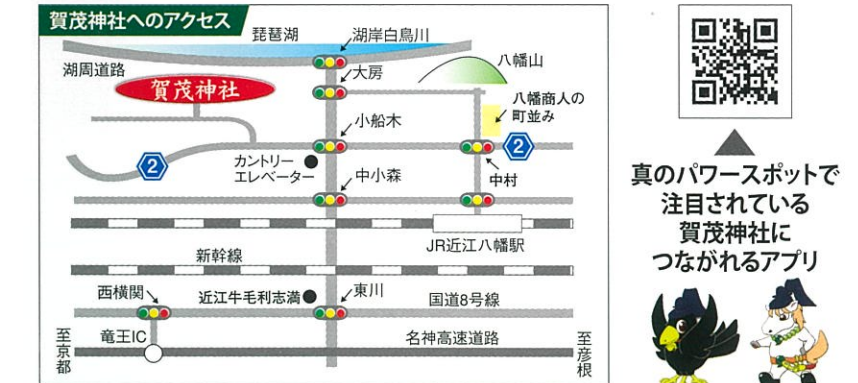 賀茂神社へのアクセス
琵琶湖
湖岸白鳥川
湖周道路
大房
八幡山
賀茂神社
八幡商人の
町並み
小船木
2
2
カントリー
エレベーター
中小森
中村
JR近江八幡駅
新幹線
西横関
近江牛毛利志満
東川
国道8号線
至京都
竜王IC
名神高速道路
至彦根
真のパワースポットで
注目されている
賀茂神社に
つながれるアプリ